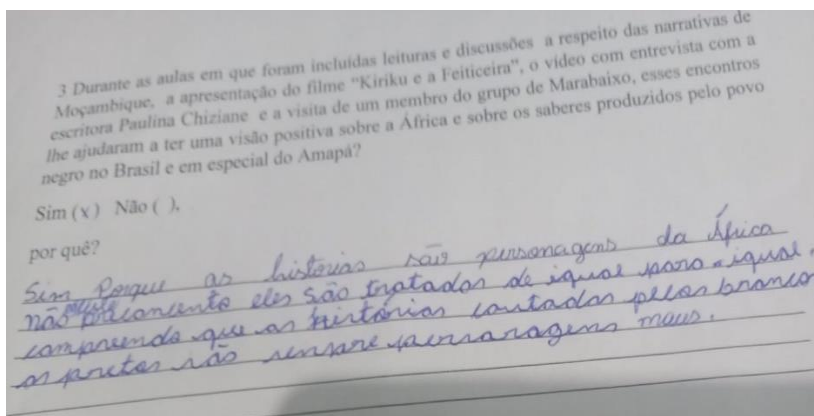 3 Durante as aulas em que foram incluídas leituras e discussões a respeito das narrativas de
Moçambique, a apresentação do filme "Kiriku e a Feiticeira", o vídeo com entrevista com a
escritora Paulina Chiziane e a visita de um membro do grupo de Marabaixo, esses encontros
lhe ajudaram a ter uma visão positiva sobre a África e sobre os saberes produzidos pelo povo
negro no Brasil e em especial do Amapá?
Sim (x) Não ( ),
por quê?
Sim Porque as histórias são personagens da África
não preconcento eles são tratados de igual para igual.
compreendo que as histórias contadas pelos branco
os pretos são sempre personagens maus.